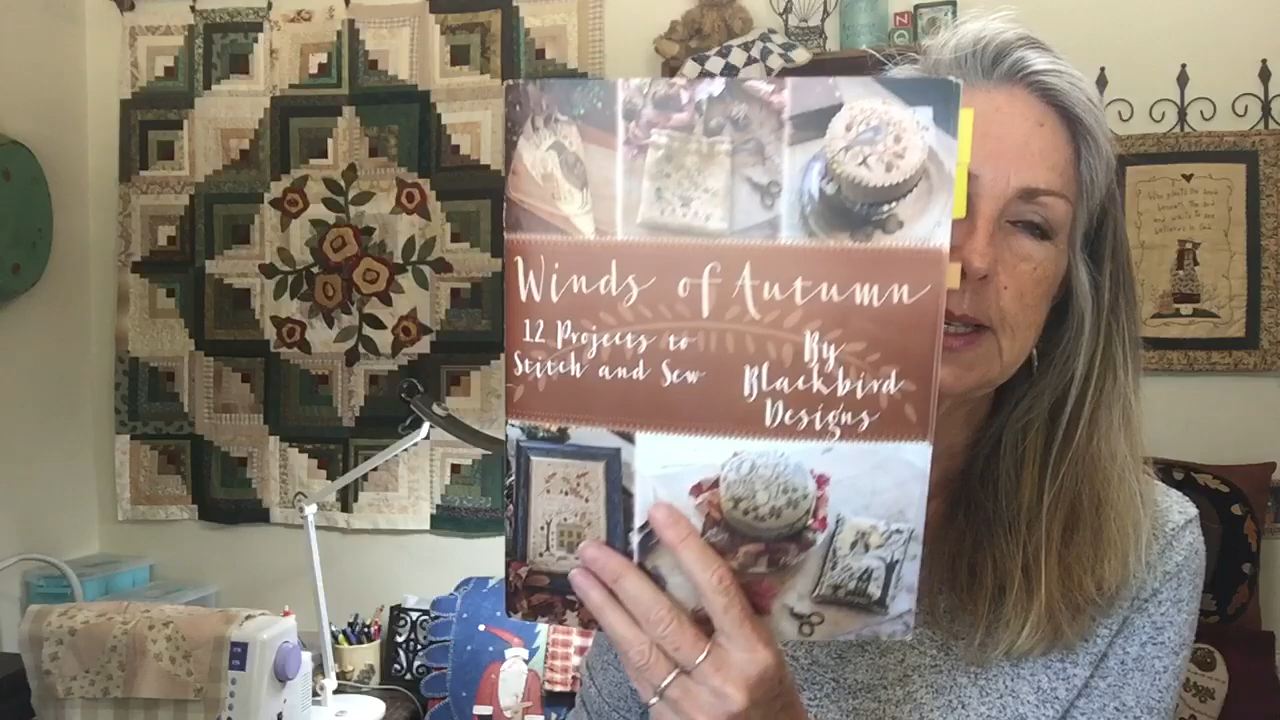 Winds of Autumn
12 Projects to
Stitch and Sew
By
Blackbird
Designs
N